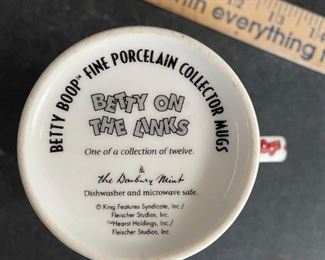 BETTY BOOP™ FINE PORCELAIN COLLECTOR MUGS
BETTY ON
THE LINKS
One of a collection of twelve.
The Danbury Mint
Dishwasher and microwave safe.
© King Features Syndicate, Inc./
Fleischer Studios, Inc.
™Hearst Holdings, Inc./
Fleischer Studios, Inc.
with everything